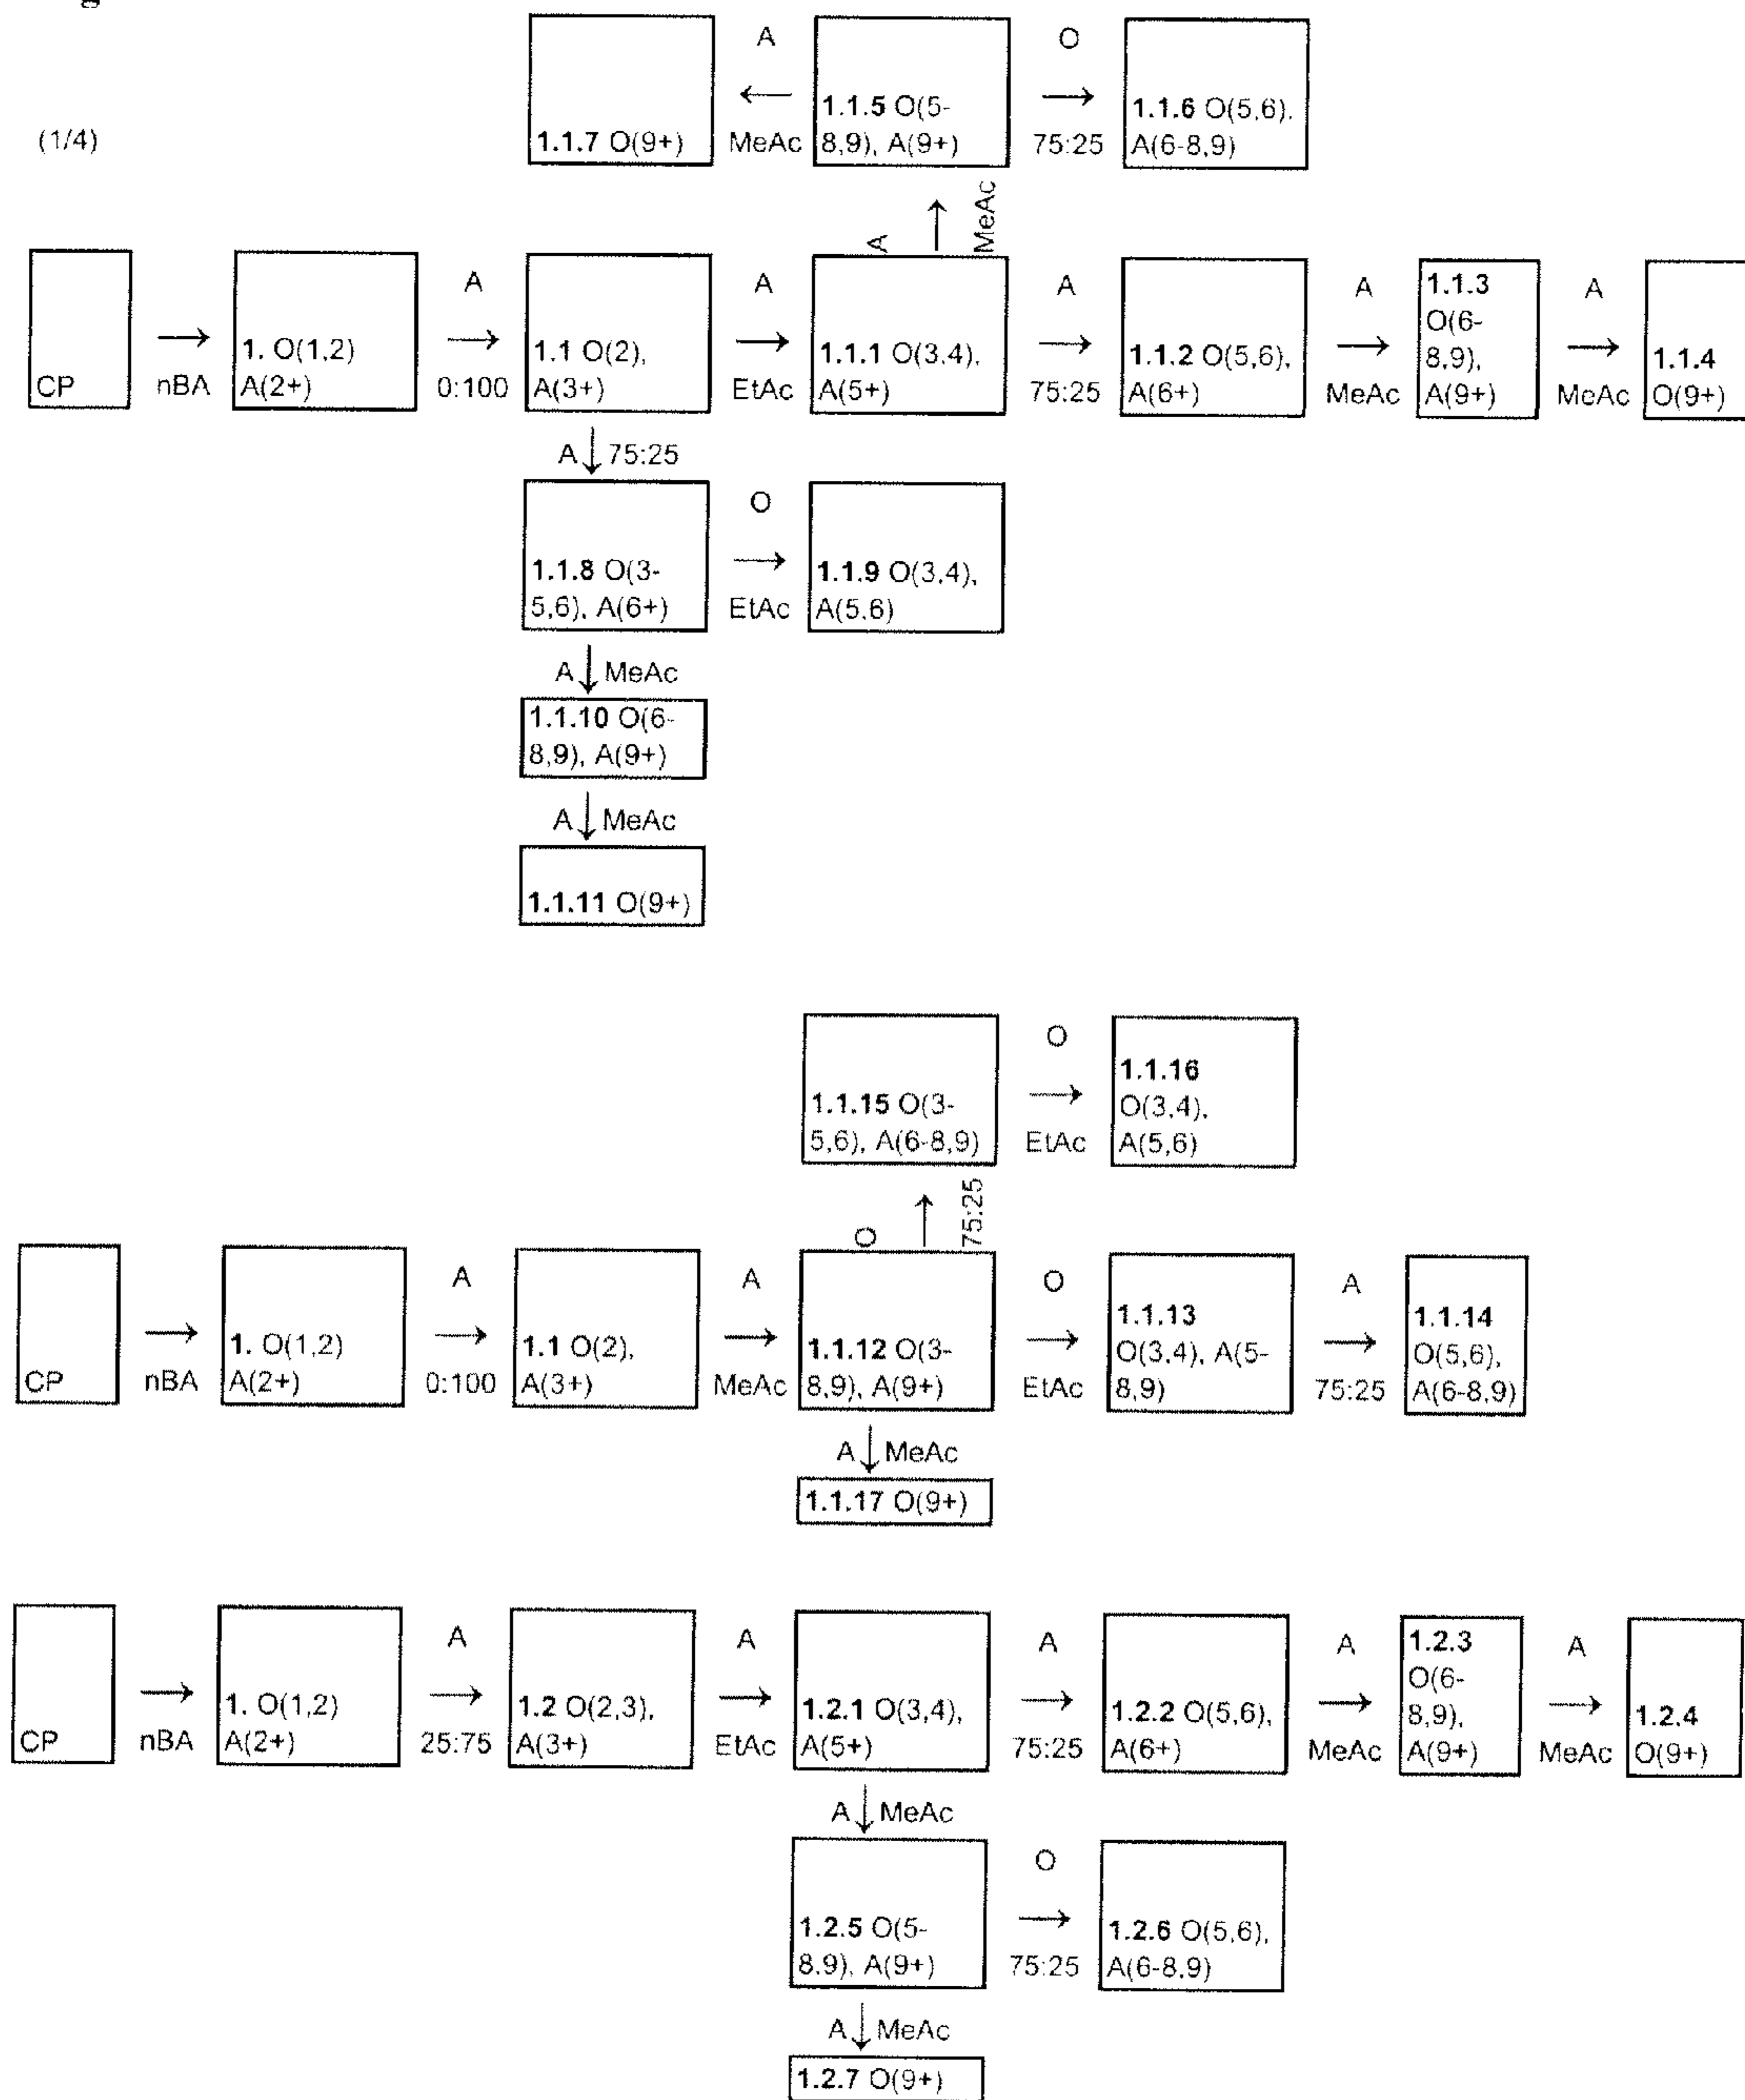 (1/4)
1.1.7 O(9+)
A
MeAc
1.1.5 O(5-
8,9), A(9+)
O
75:25
1.1.6 O(5,6).
A(6-8,9)
A
MeAc
CP
nBA
1. O(1,2)
A(2+)
A
0:100
1.1 O(2),
A(3+)
A
EtAc
1.1.1 O(3,4),
A(5+)
A
75:25
1.1.2 O(5,6),
A(6+)
A
MeAc
1.1.3
O(6-
8,9),
A(9+)
A
MeAc
1.1.4
O(9+)
A 75:25
1.1.8 O(3-
5,6), A(6+)
O
EtAc
1.1.9 O(3,4),
A(5,6)
A MeAc
1.1.10 O(6-
8,9), A(9+)
A MeAc
1.1.11 O(9+)
1.1.15 O(3-
5,6), A(6-8,9)
O
EtAc
1.1.16
O(3,4),
A(5,6)
O
75:25
CP
nBA
1. O(1,2)
A(2+)
A
0:100
1.1 O(2),
A(3+)
A
MeAc
1.1.12 O(3-
8,9), A(9+)
O
EtAc
1.1.13
O(3,4), A(5-
8,9)
A
75:25
1.1.14
O(5,6),
A(6-8,9)
A MeAc
1.1.17 O(9+)
CP
nBA
1. O(1,2)
A(2+)
A
25:75
1.2 O(2,3),
A(3+)
A
EtAc
1.2.1 O(3,4),
A(5+)
A
75:25
1.2.2 O(5,6),
A(6+)
A
MeAc
1.2.3
O(6-
8,9),
A(9+)
A
MeAc
1.2.4
O(9+)
A MeAc
1.2.5 O(5-
8.9), A(9+)
O
75:25
1.2.6 O(5,6),
A(6-8.9)
A MeAc
1.2.7 O(9+)